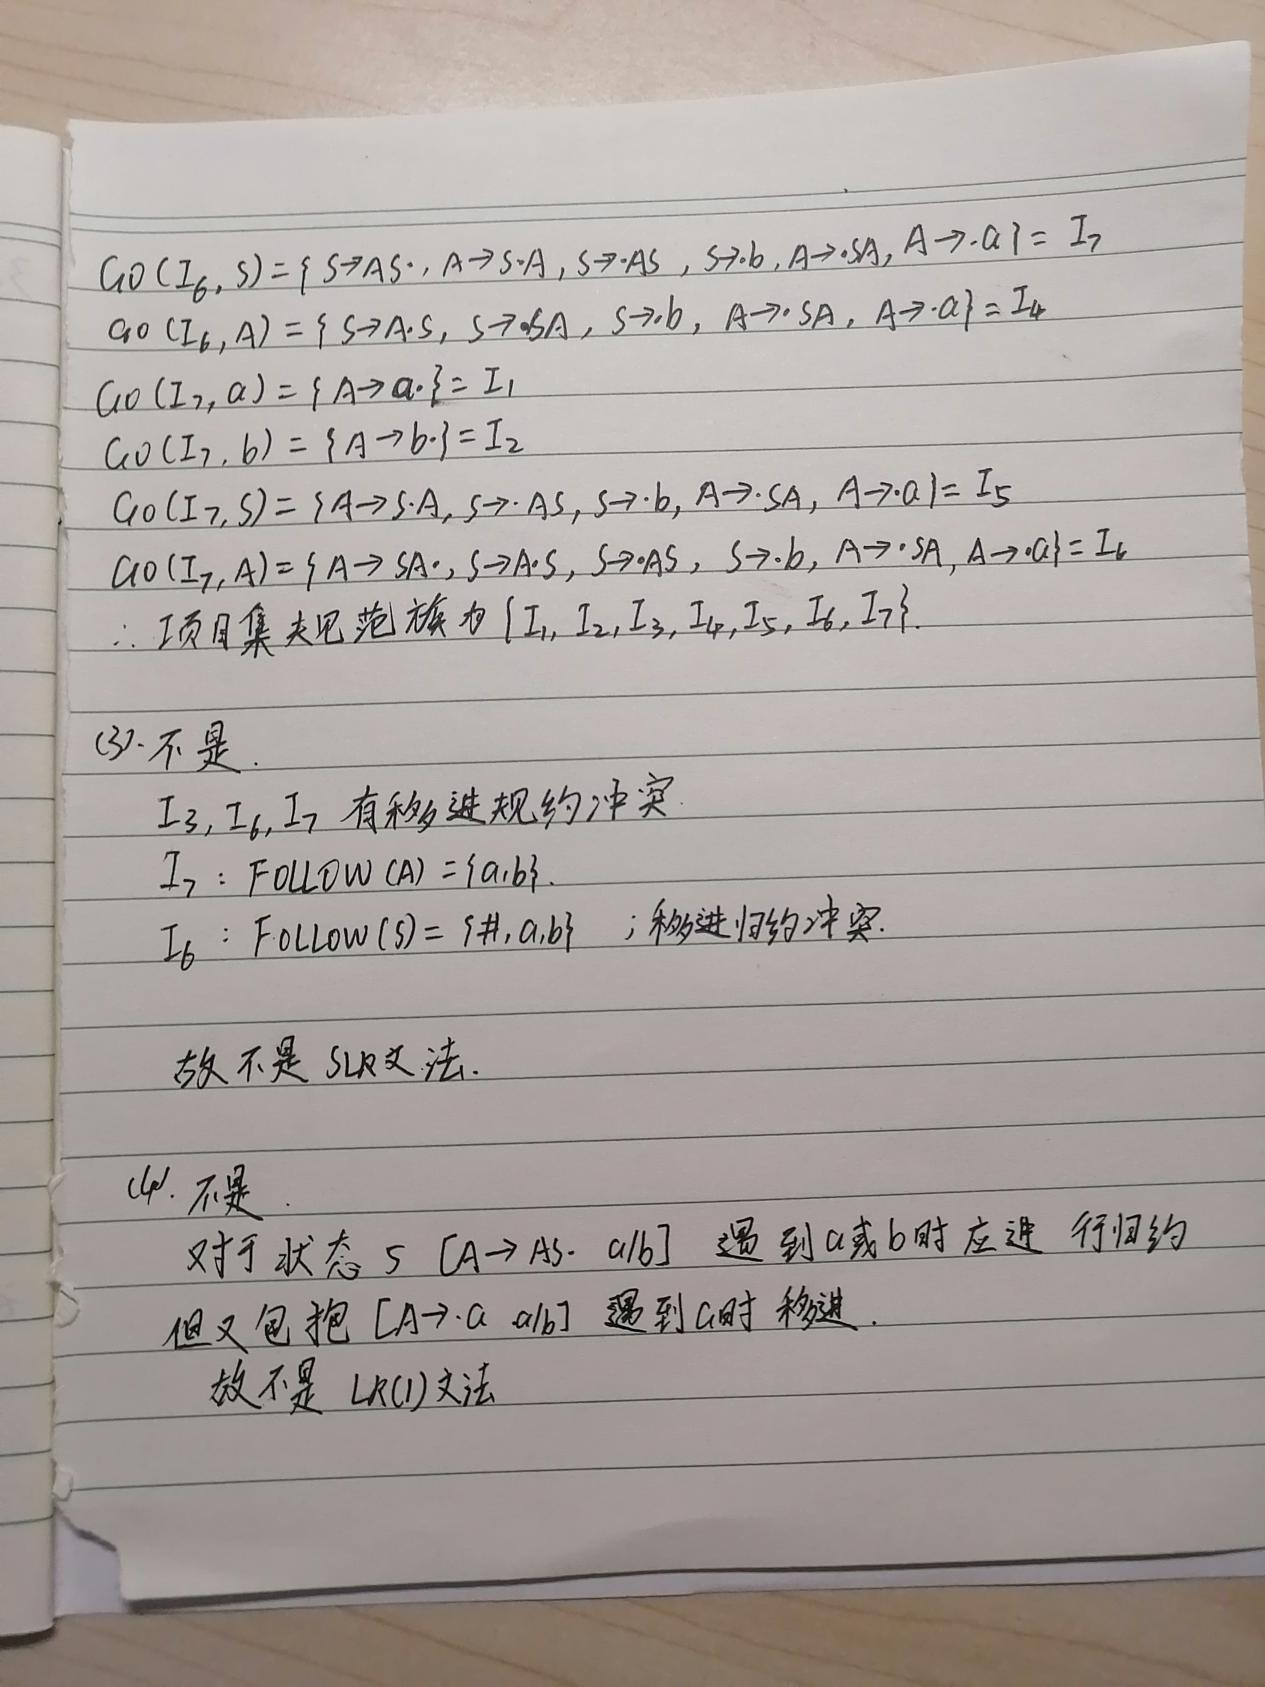 GO(I₆, S) = { S→AS·, A→S·A, S→·AS, S→·b, A→·SA, A→·a} = I₇
GO(I₆, A) = { S→A·S, S→·SA, S→·b, A→·SA, A→·a} = I₄
GO(I₇, a) = { A→a·} = I₁
GO(I₇, b) = { A→b·} = I₂
GO(I₇, S) = {A→S·A, S→·AS, S→·b, A→·SA, A→·a} = I₅
GO(I₇, A) = { A→SA·, S→A·S, S→·AS, S→·b, A→·SA, A→·a} = I₆
∴ 项目集规范族为 {I₁, I₂, I₃, I₄, I₅, I₆, I₇}.
(3). 不是.
I₃, I₆, I₇ 有移进规约冲突.
I₇ : FOLLOW(A) = {a,b}.
I₆ : FOLLOW(S) = {#, a,b} ; 移进归约冲突.
故不是 SLR文法.
(4). 不是.
对于状态 5 [A→AS· a/b] 遇到a或b时应进行归约
但又包抱 [A→·a a/b] 遇到a时移进.
故不是 LR(1)文法